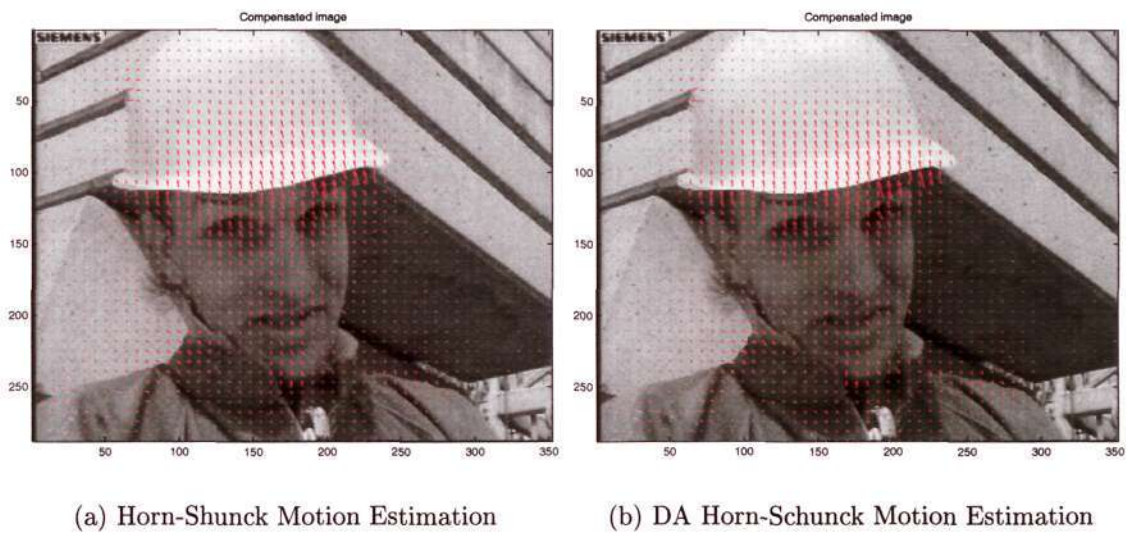 Compensated image
SIEMENS
50
100
150
200
250
50 100 150 200 250 300 350
(a) Horn-Shunck Motion Estimation
Compensated image
SIEMENS
50
100
150
200
250
50 100 150 200 250 300 350
(b) DA Horn-Schunck Motion Estimation